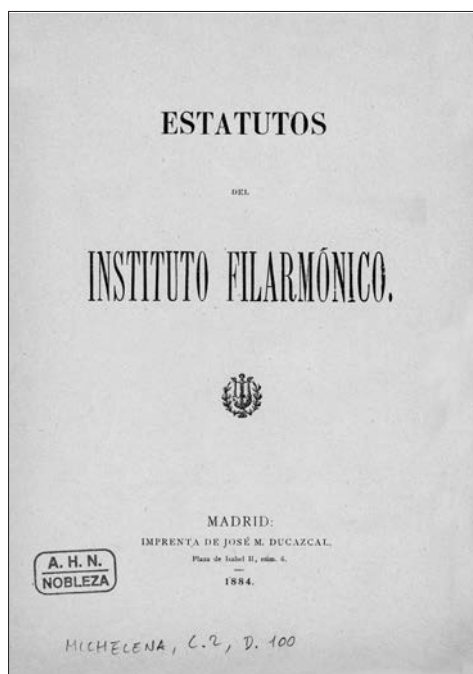 ESTATUTOS
DEL
INSTITUTO FILARMÓNICO.
MADRID:
IMPRENTA DE JOSÉ M. DUCAZCAL,
Plaza de Isabel II, núm. 6.
1884.
A. H. N.
NOBLEZA
MICHELENA, C.2, D. 100